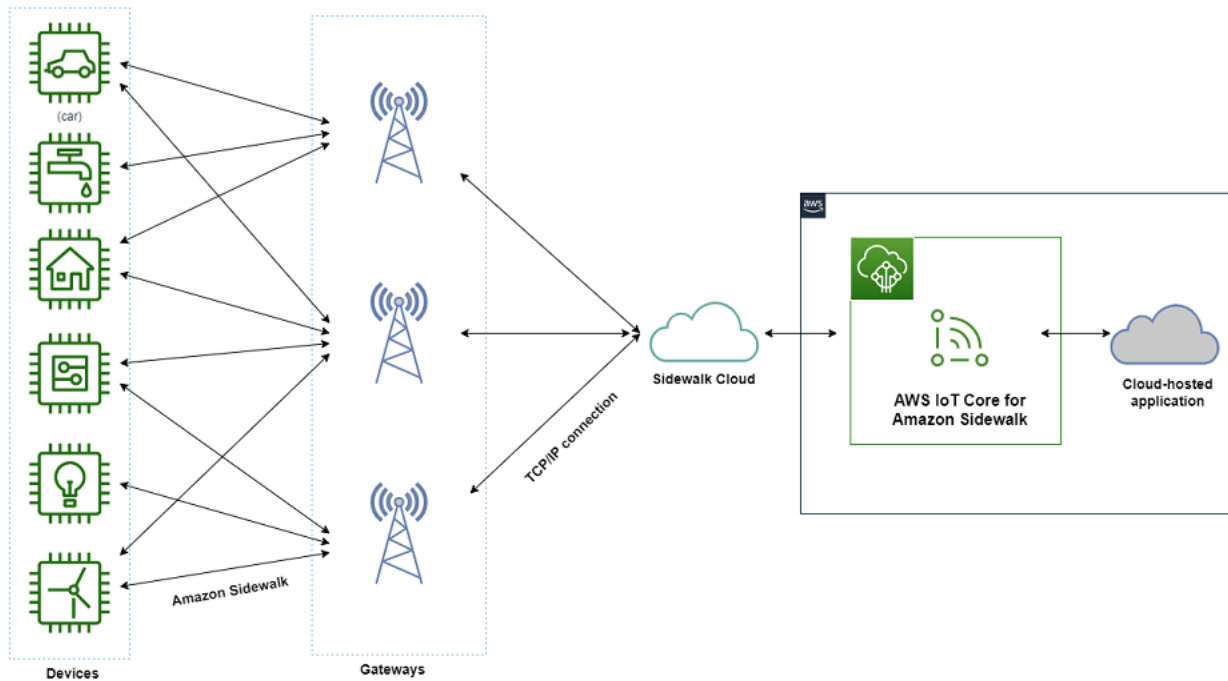 (car)
Devices
Amazon Sidewalk
Gateways
TCP/IP connection
Sidewalk Cloud
aws
AWS IoT Core for
Amazon Sidewalk
Cloud-hosted
application